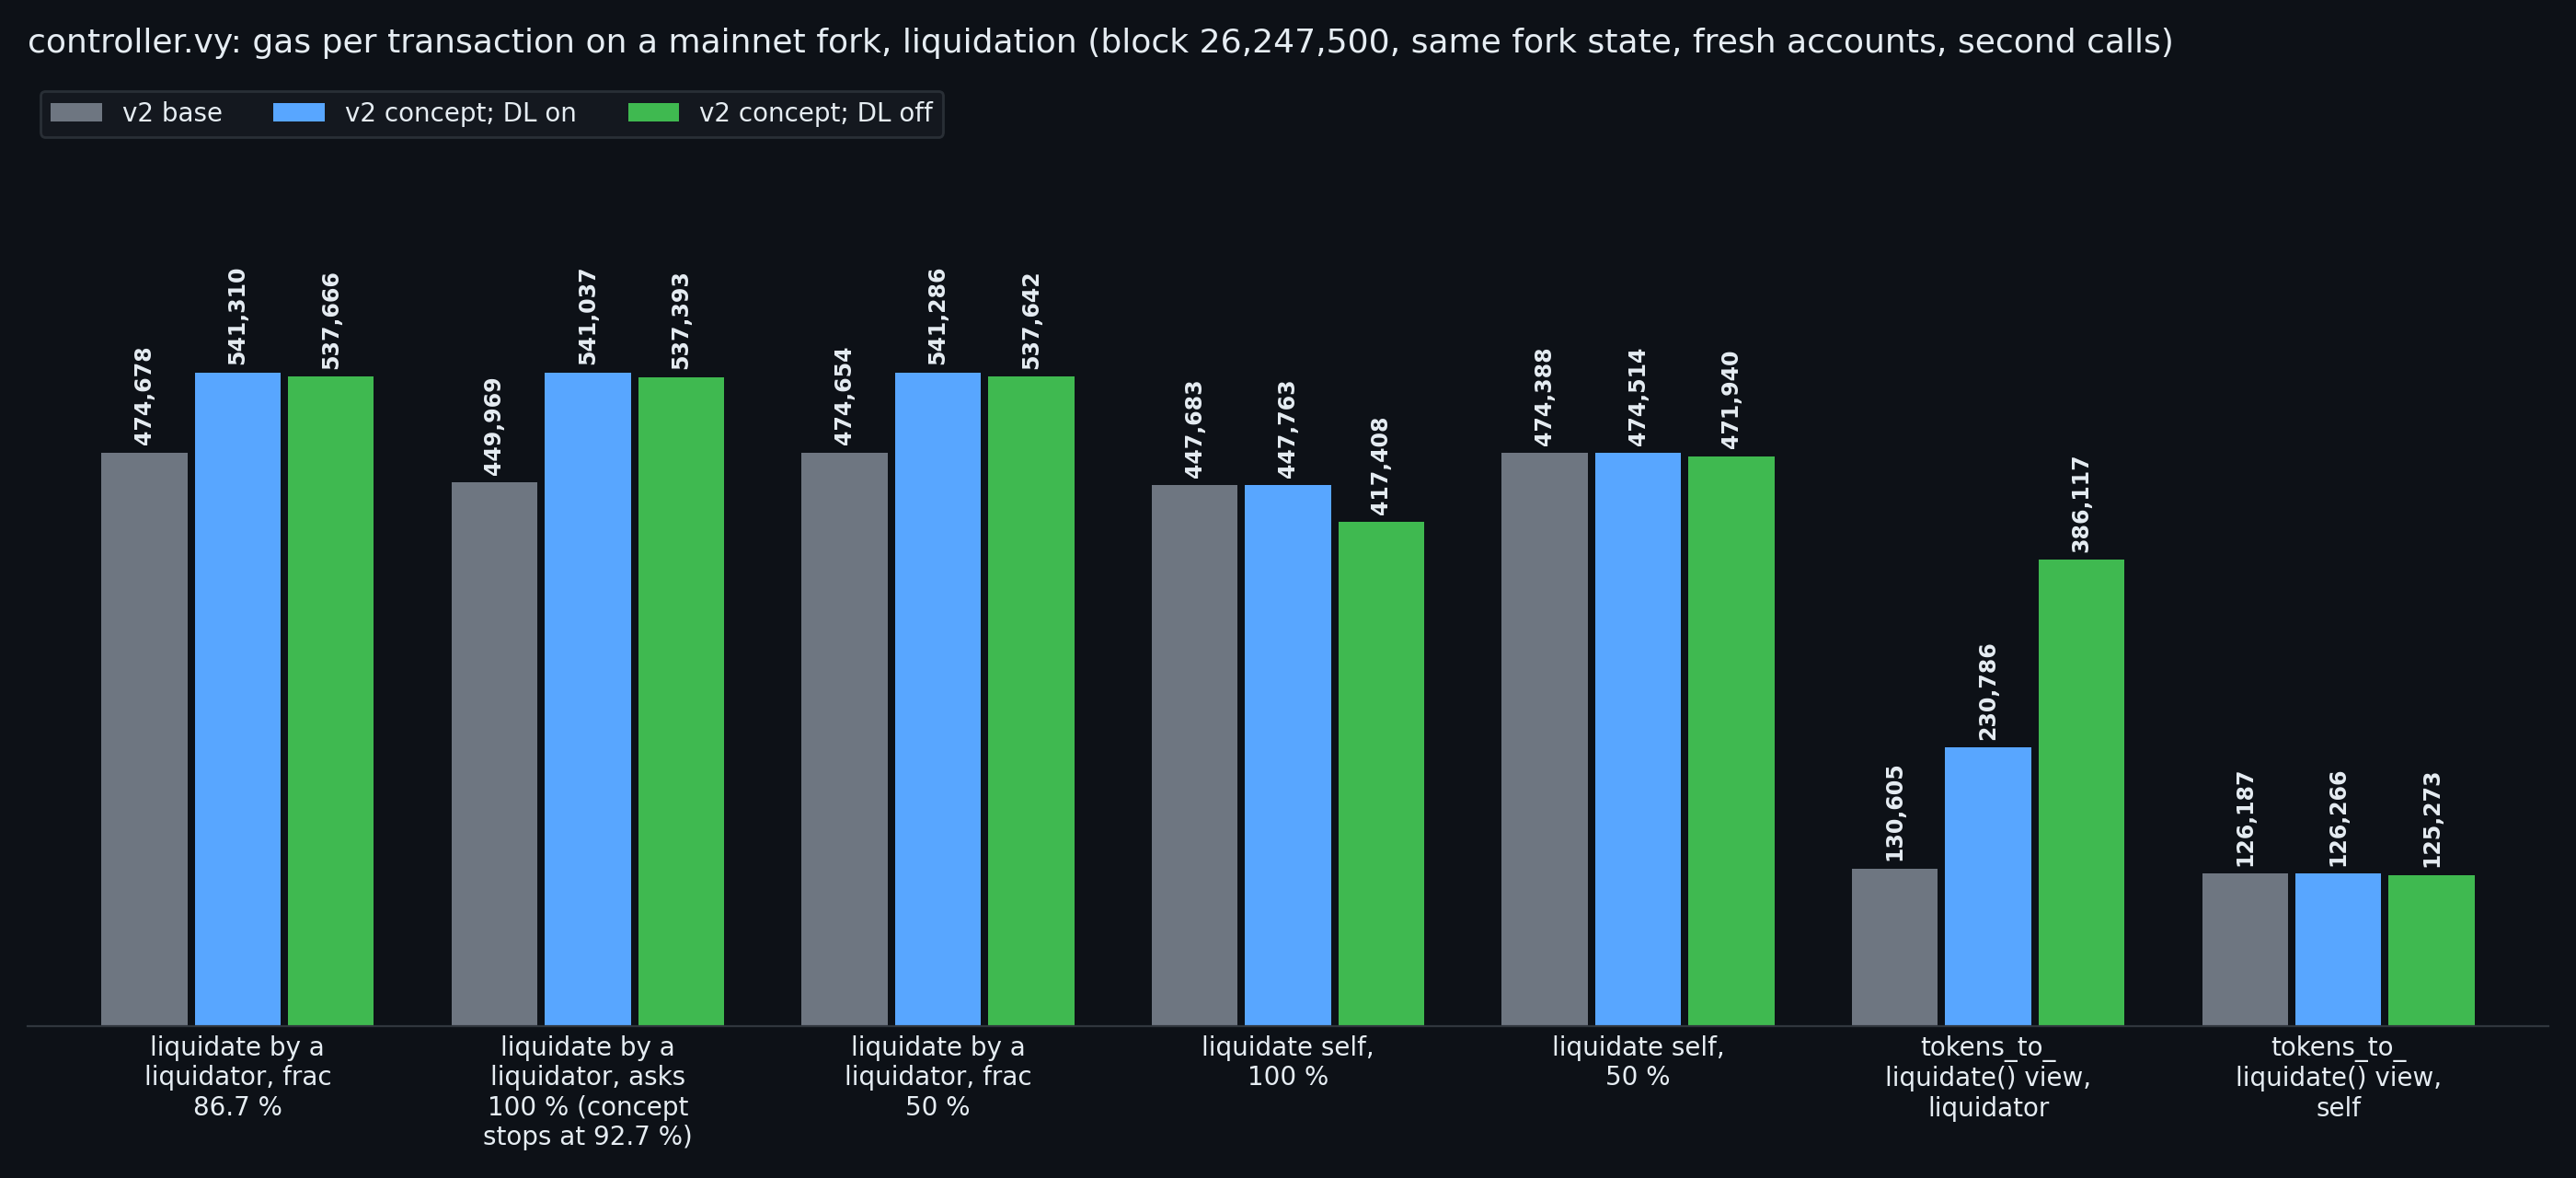 controller.vy: gas per transaction on a mainnet fork, liquidation (block 26,247,500, same fork state, fresh accounts, second calls)
v2 base
v2 concept; DL on
v2 concept; DL off
474,678
541,310
537,666
449,969
541,037
537,393
474,654
541,286
537,642
447,683
447,763
417,408
474,388
474,514
471,940
130,605
230,786
386,117
126,187
126,266
125,273
liquidate by a
liquidator, frac
86.7 %
liquidate by a
liquidator, asks
100 % (concept
stops at 92.7 %)
liquidate by a
liquidator, frac
50 %
liquidate self,
100 %
liquidate self,
50 %
tokens_to_
liquidate() view,
liquidator
tokens_to_
liquidate() view,
self